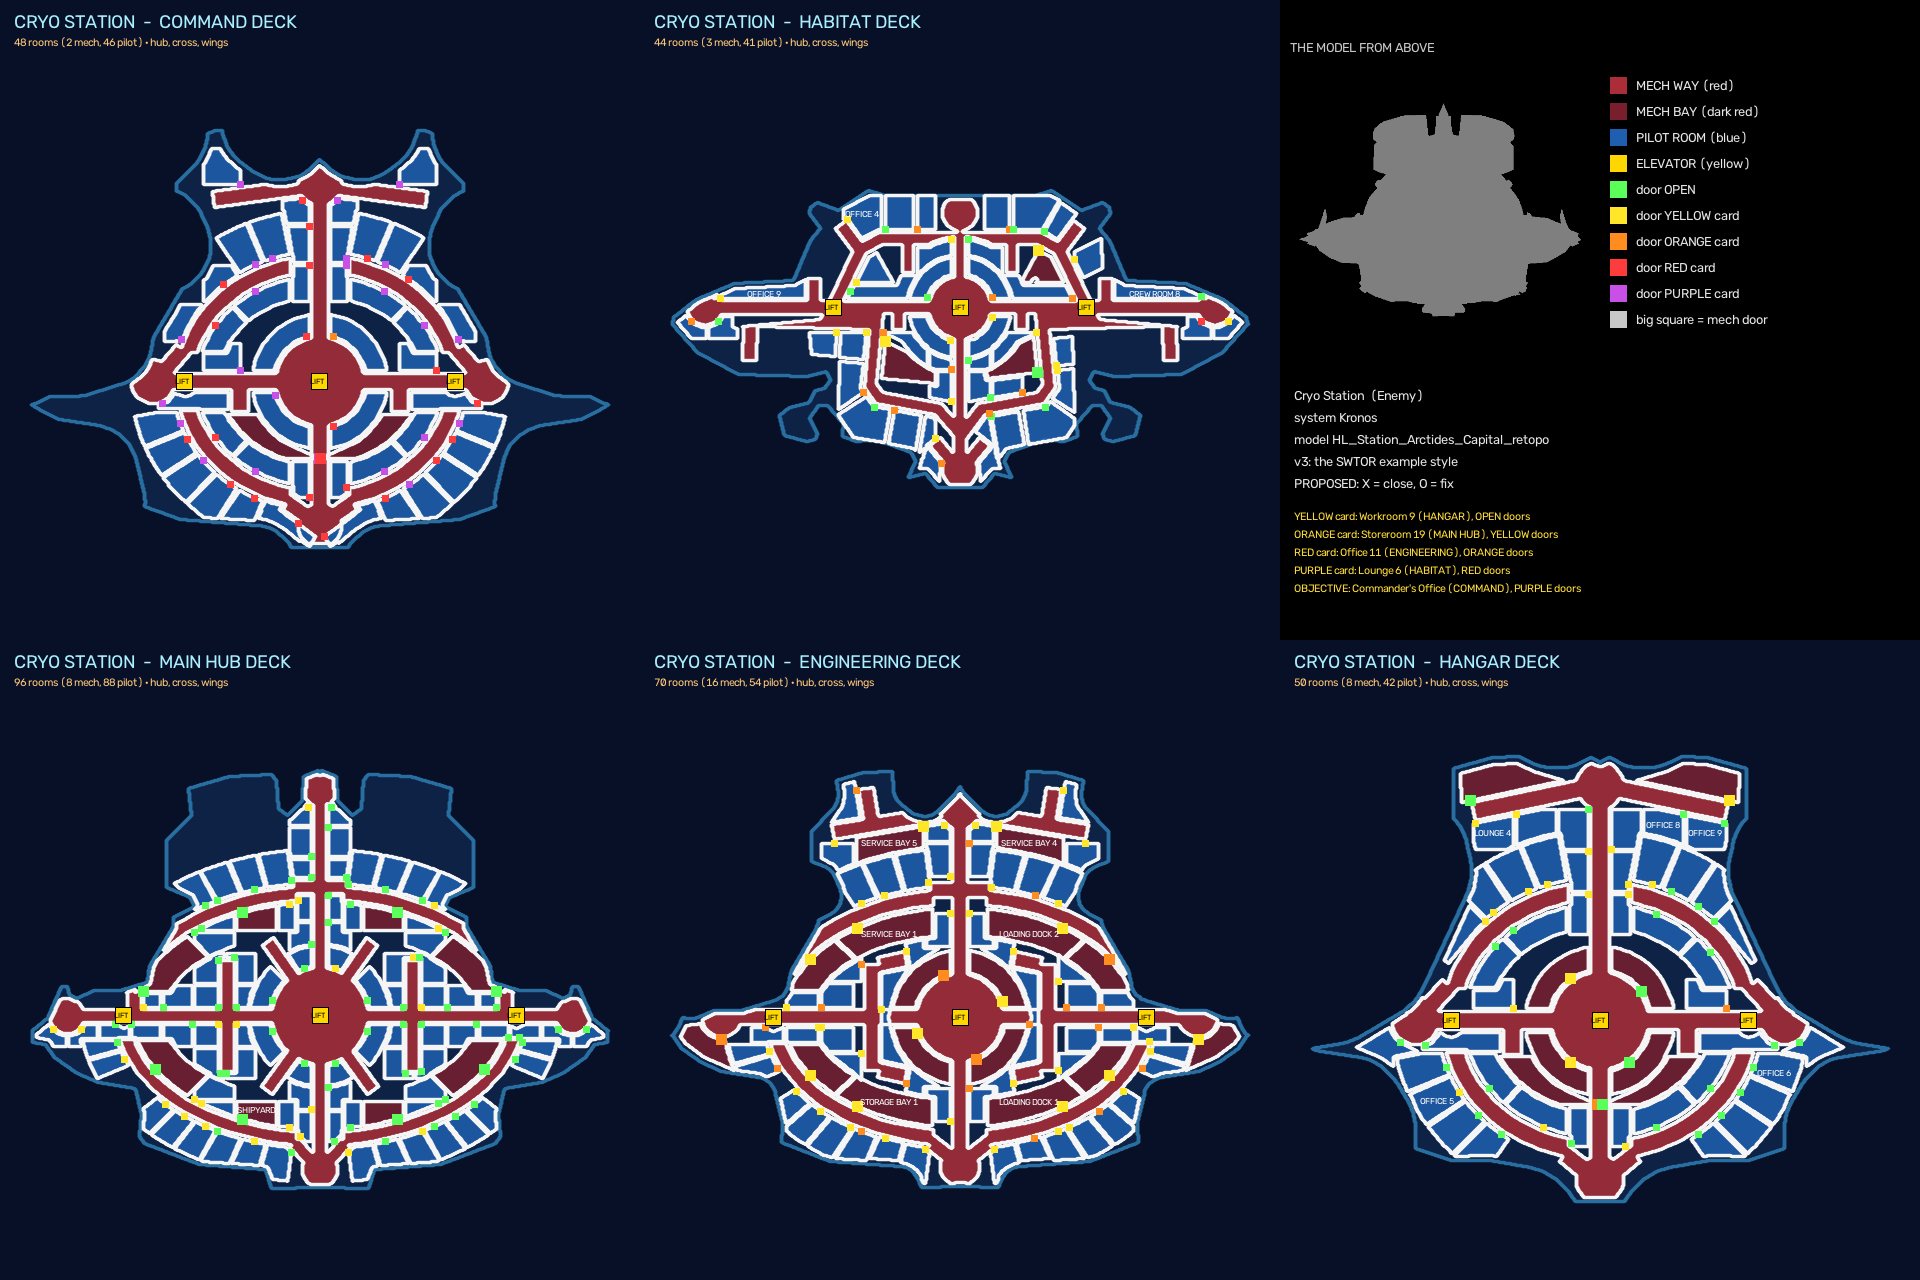 CRYO STATION - COMMAND DECK
48 rooms (2 mech, 46 pilot) • hub, cross, wings
LIFT
LIFT
LIFT
CRYO STATION - HABITAT DECK
44 rooms (3 mech, 41 pilot) • hub, cross, wings
OFFICE 4
OFFICE 9
CREW ROOM 8
LIFT
LIFT
LIFT
THE MODEL FROM ABOVE
MECH WAY (red)
MECH BAY (dark red)
PILOT ROOM (blue)
ELEVATOR (yellow)
door OPEN
door YELLOW card
door ORANGE card
door RED card
door PURPLE card
big square = mech door
Cryo Station (Enemy)
system Kronos
model HL_Station_Arctides_Capital_retopo
v3: the SWTOR example style
PROPOSED: X = close, O = fix
YELLOW card: Workroom 9 (HANGAR), OPEN doors
ORANGE card: Storeroom 19 (MAIN HUB), YELLOW doors
RED card: Office 11 (ENGINEERING), ORANGE doors
PURPLE card: Lounge 6 (HABITAT), RED doors
OBJECTIVE: Commander's Office (COMMAND), PURPLE doors
CRYO STATION - MAIN HUB DECK
96 rooms (8 mech, 88 pilot) • hub, cross, wings
LIFT
LIFT
LIFT
SHIPYARD
CRYO STATION - ENGINEERING DECK
70 rooms (16 mech, 54 pilot) • hub, cross, wings
SERVICE BAY 5
SERVICE BAY 4
SERVICE BAY 1
LOADING DOCK 2
LIFT
LIFT
LIFT
STORAGE BAY 1
LOADING DOCK 1
CRYO STATION - HANGAR DECK
50 rooms (8 mech, 42 pilot) • hub, cross, wings
LOUNGE 4
OFFICE 8
OFFICE 9
LIFT
LIFT
LIFT
OFFICE 6
OFFICE 5